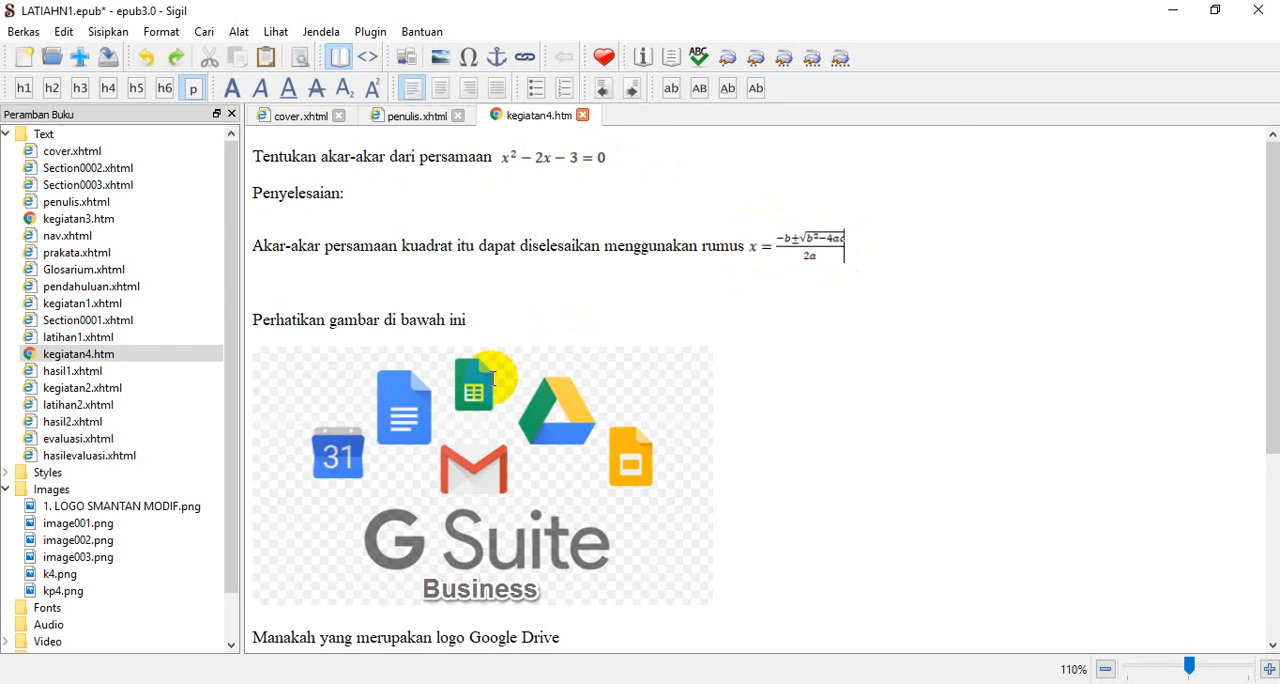 LATIAHN1.epub* - epub3.0 - Sigil
Berkas Edit Sisipkan Format Cari Alat Lihat Jendela Plugin Bantuan
ABC
h1 h2 h3 h4 h5 h6 p A A A A A₂ A² ab AB Ab Ab
Peramban Buku
cover.xhtml penulis.xhtml kegiatan4.htm
Text
cover.xhtml
Section0002.xhtml
Section0003.xhtml
penulis.xhtml
kegiatan3.htm
nav.xhtml
prakata.xhtml
Glosarium.xhtml
pendahuluan.xhtml
kegiatan1.xhtml
Section0001.xhtml
latihan1.xhtml
kegiatan4.htm
hasil1.xhtml
kegiatan2.xhtml
latihan2.xhtml
hasil2.xhtml
evaluasi.xhtml
hasilevaluasi.xhtml
Styles
Images
1. LOGO SMANTAN MODIF.png
image001.png
image002.png
image003.png
k4.png
kp4.png
Fonts
Audio
Video
Tentukan akar-akar dari persamaan x² − 2x − 3 = 0
Penyelesaian:
Akar-akar persamaan kuadrat itu dapat diselesaikan menggunakan rumus x = −b±√b²−4ac / 2a
Perhatikan gambar di bawah ini
31
G Suite
Business
Manakah yang merupakan logo Google Drive
110%